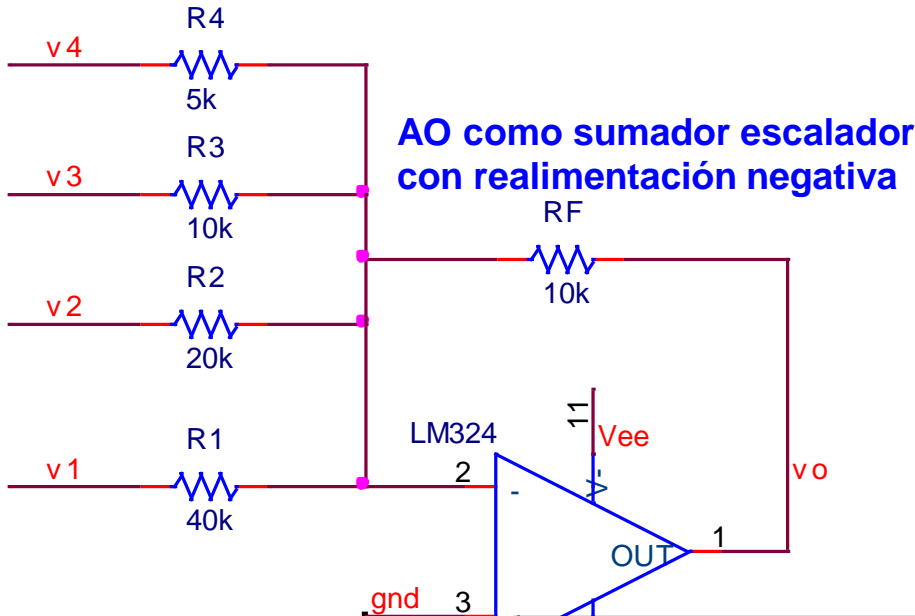 R4
v4
5k
AO como sumador escalador
con realimentación negativa
R3
v3
10k
RF
10k
R2
v2
20k
11
Vee
LM324
R1
v1
40k
2
-
V-
vo
OUT
1
gnd
3